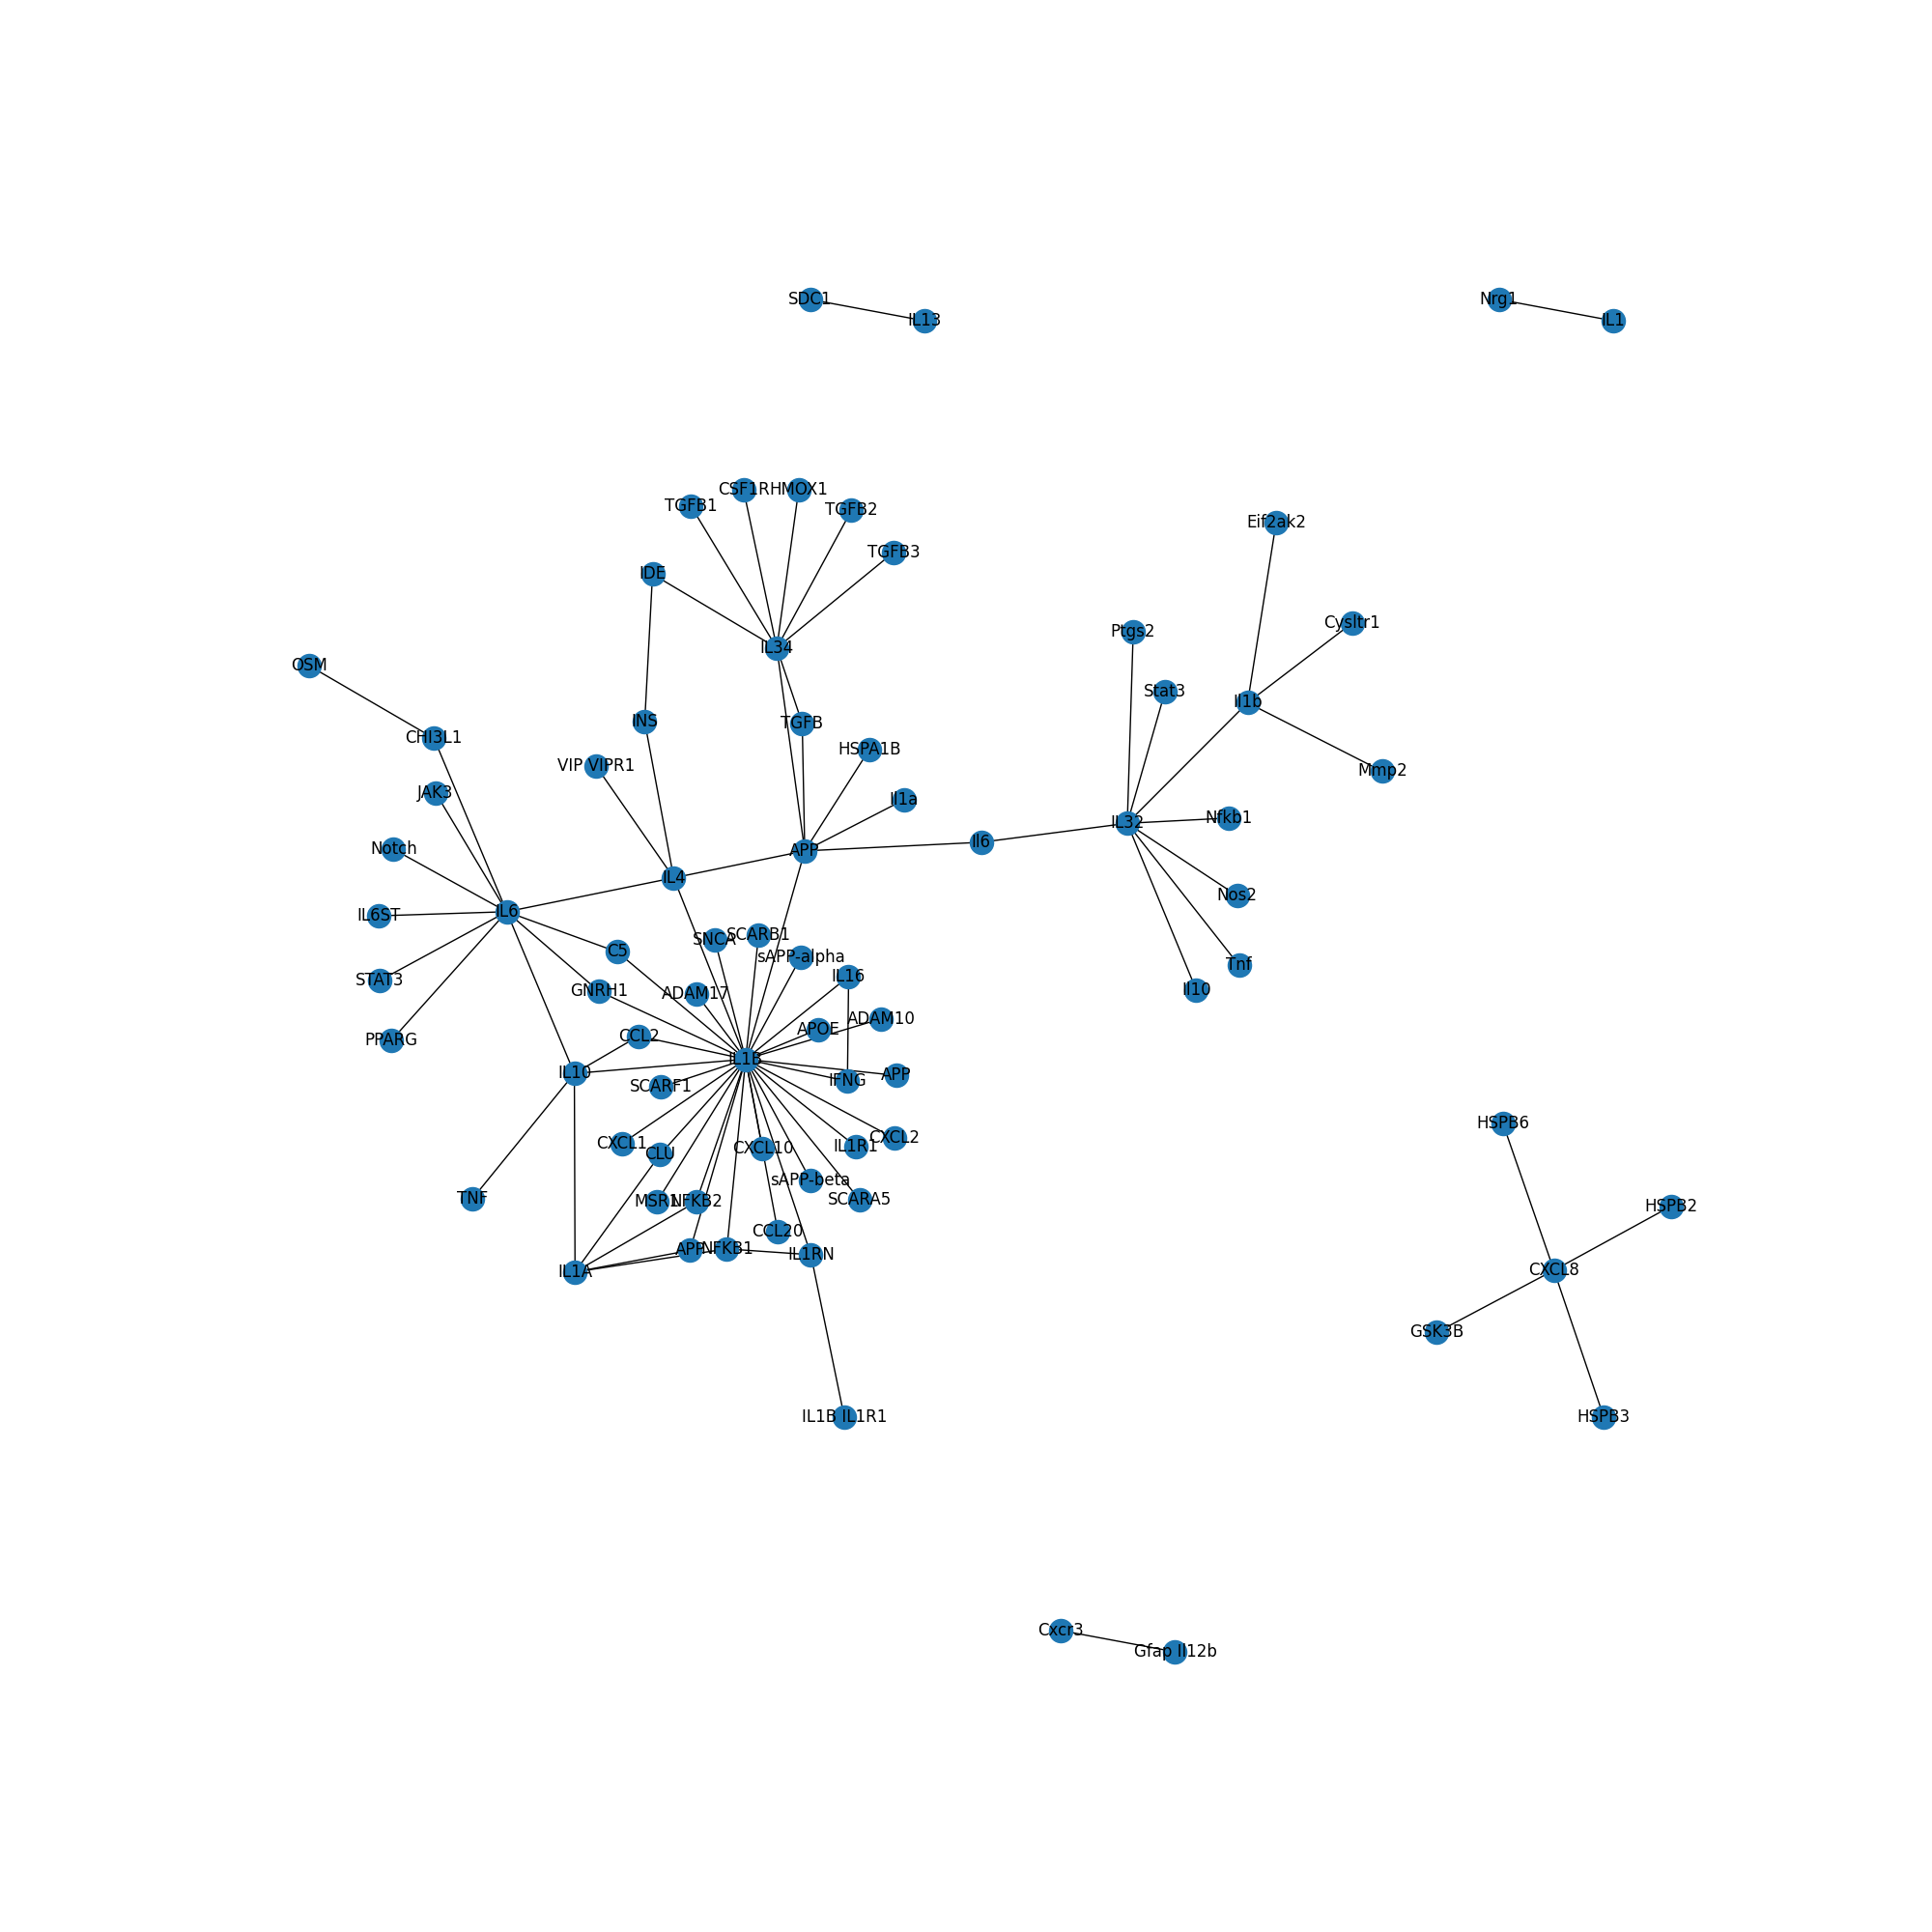 SDC1
Nrg1
IL13
IL1
CSF1R
HMOX1
TGFB1
TGFB2
Eif2ak2
TGFB3
IDE
Cysltr1
Ptgs2
IL34
OSM
Stat3
Il1b
INS
TGFB
CHI3L1
HSPA1B
VIP VIPR1
Mmp2
JAK3
Il1a
Nfkb1
IL32
Il6
Notch
APP
IL4
Nos2
IL6
IL6ST
SCARB1
SNCA
C5
sAPP-alpha
Tnf
IL16
STAT3
GNRH1
ADAM17
Il10
ADAM10
APOE
CCL2
PPARG
IL1B
IL10
APP
IFNG
SCARF1
HSPB6
CXCL2
CXCL1
IL1R1
CXCL10
CLU
sAPP-beta
TNF
MSR1
NFKB2
SCARA5
HSPB2
CCL20
APP
NFKB1
IL1RN
IL1A
CXCL8
GSK3B
IL1B IL1R1
HSPB3
Cxcr3
Gfap Il12b